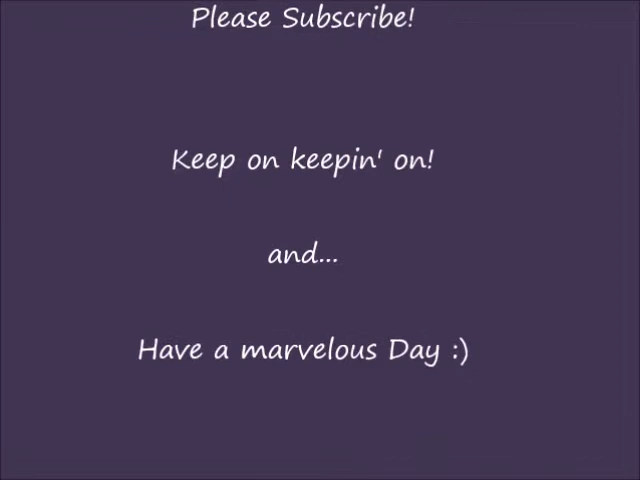 Please Subscribe!
Keep on keepin' on!
and...
Have a marvelous Day :)